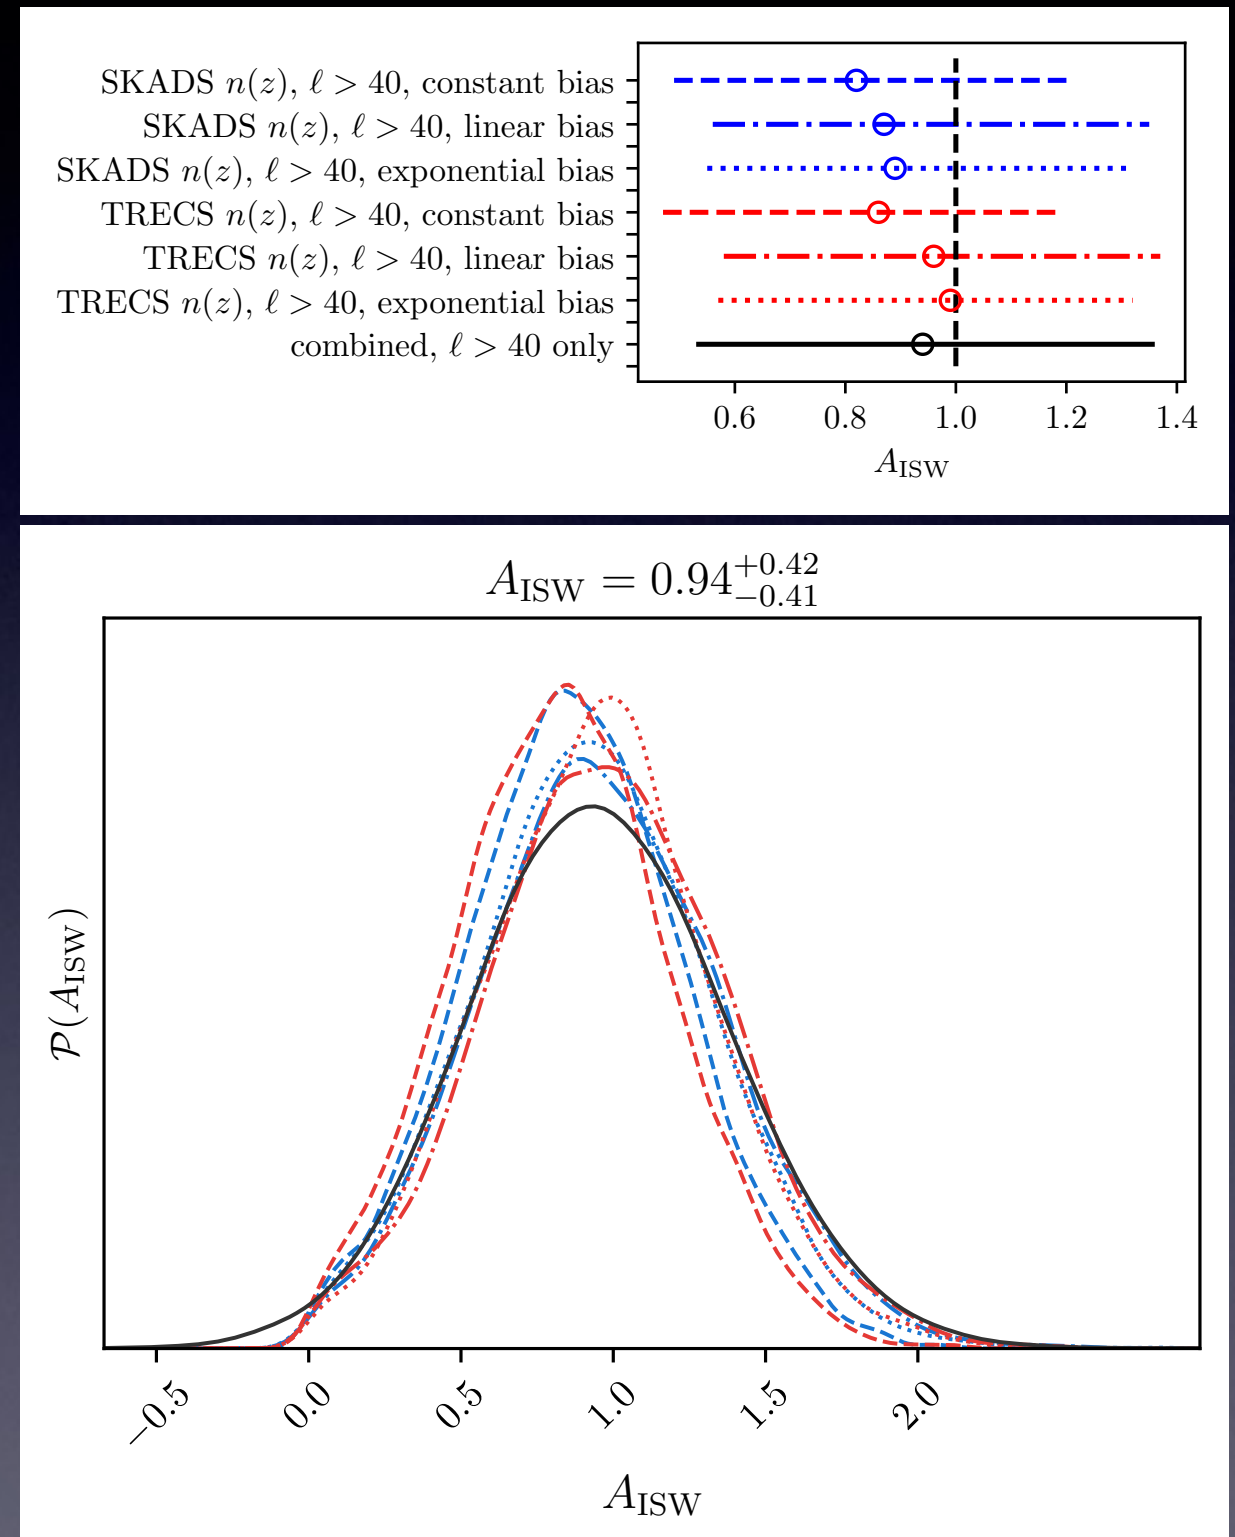 SKADS n(z), ℓ > 40, constant bias
SKADS n(z), ℓ > 40, linear bias
SKADS n(z), ℓ > 40, exponential bias
TRECS n(z), ℓ > 40, constant bias
TRECS n(z), ℓ > 40, linear bias
TRECS n(z), ℓ > 40, exponential bias
combined, ℓ > 40 only
0.6 0.8 1.0 1.2 1.4
A_ISW
A_ISW = 0.94^{+0.42}_{−0.41}
𝒫(A_ISW)
−0.5 0.0 0.5 1.0 1.5 2.0
A_ISW